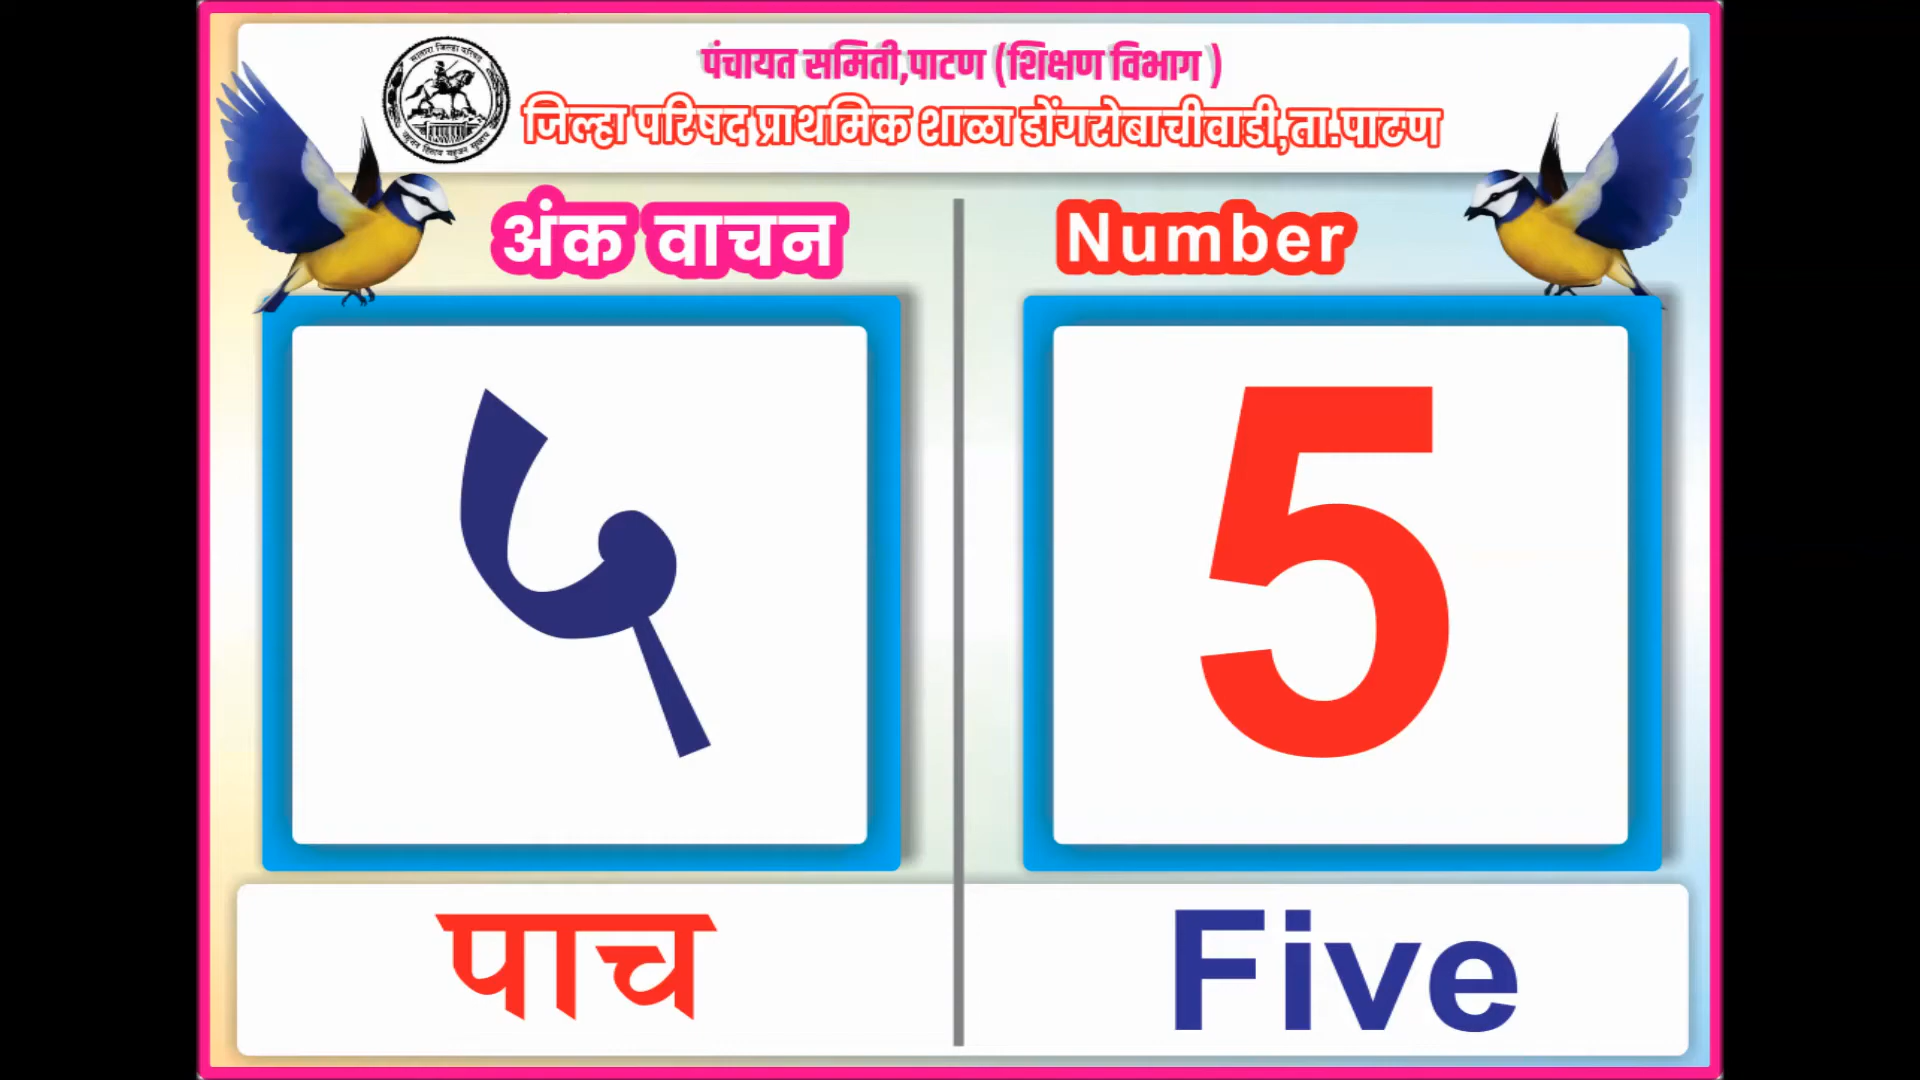 पंचायत समिती,पाटण (शिक्षण विभाग )
जिल्हा परिषद प्राथमिक शाळा डोंगरोबाचीवाडी,ता.पाटण
अंक वाचन
५
पाच
Number
5
Five